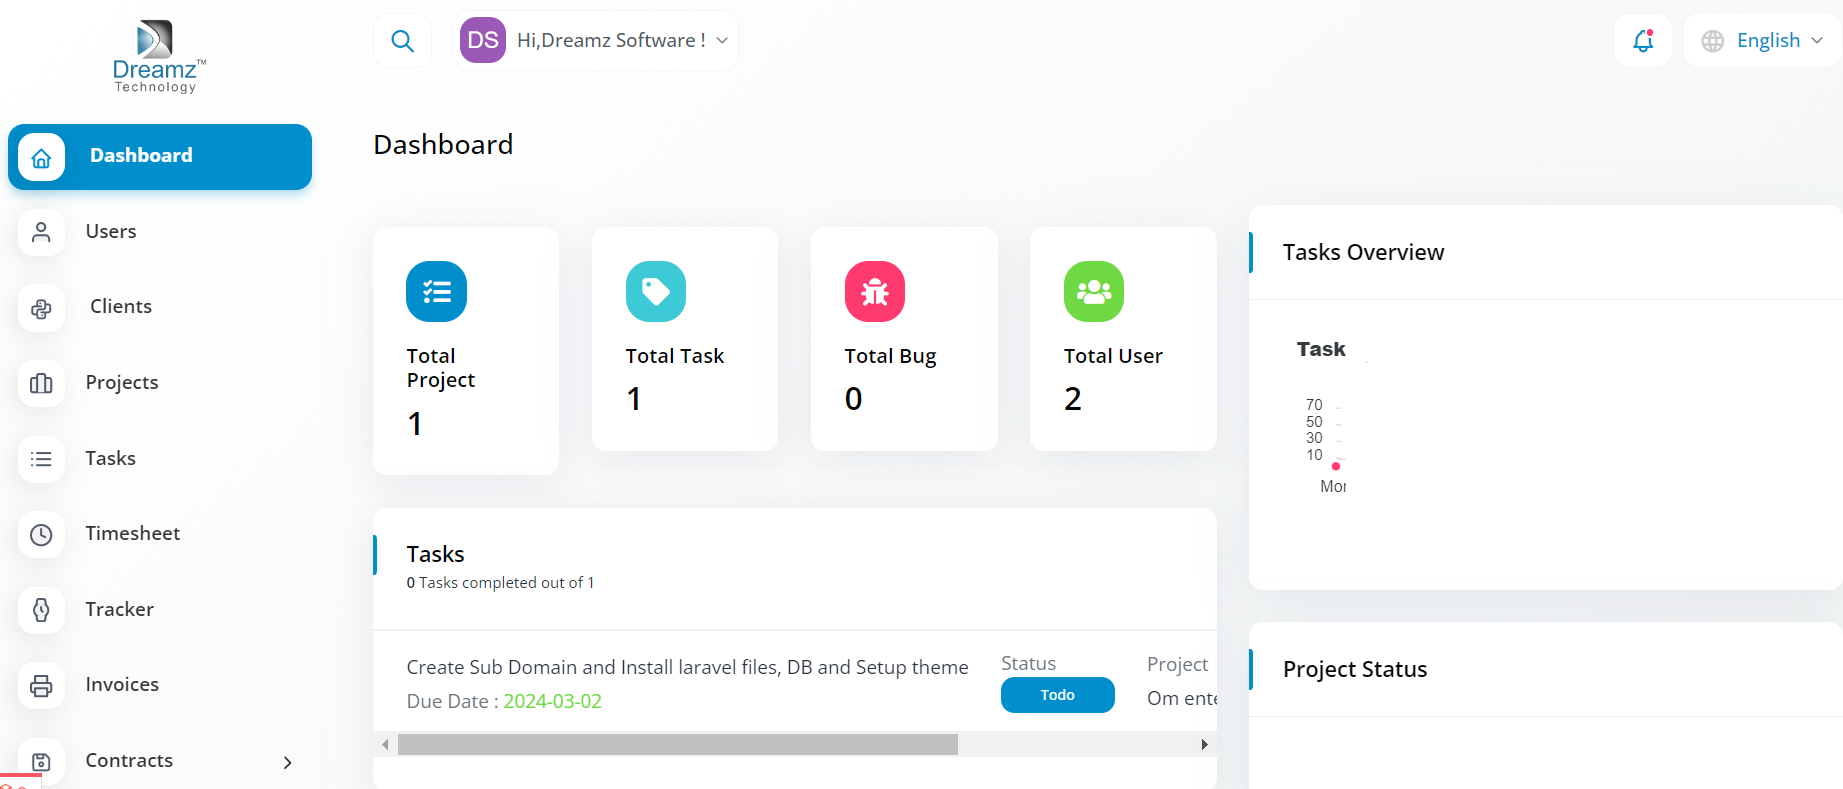 Dreamz™
Technology
DS Hi,Dreamz Software !
English
Dashboard
Users
Clients
Projects
Tasks
Timesheet
Tracker
Invoices
Contracts
Dashboard
Total
Project
1
Total Task
1
Total Bug
0
Total User
2
Tasks
0 Tasks completed out of 1
Create Sub Domain and Install laravel files, DB and Setup theme
Due Date : 2024-03-02
Status
Todo
Project
Om ente
Tasks Overview
Task
70
50
30
10
Mon
Project Status